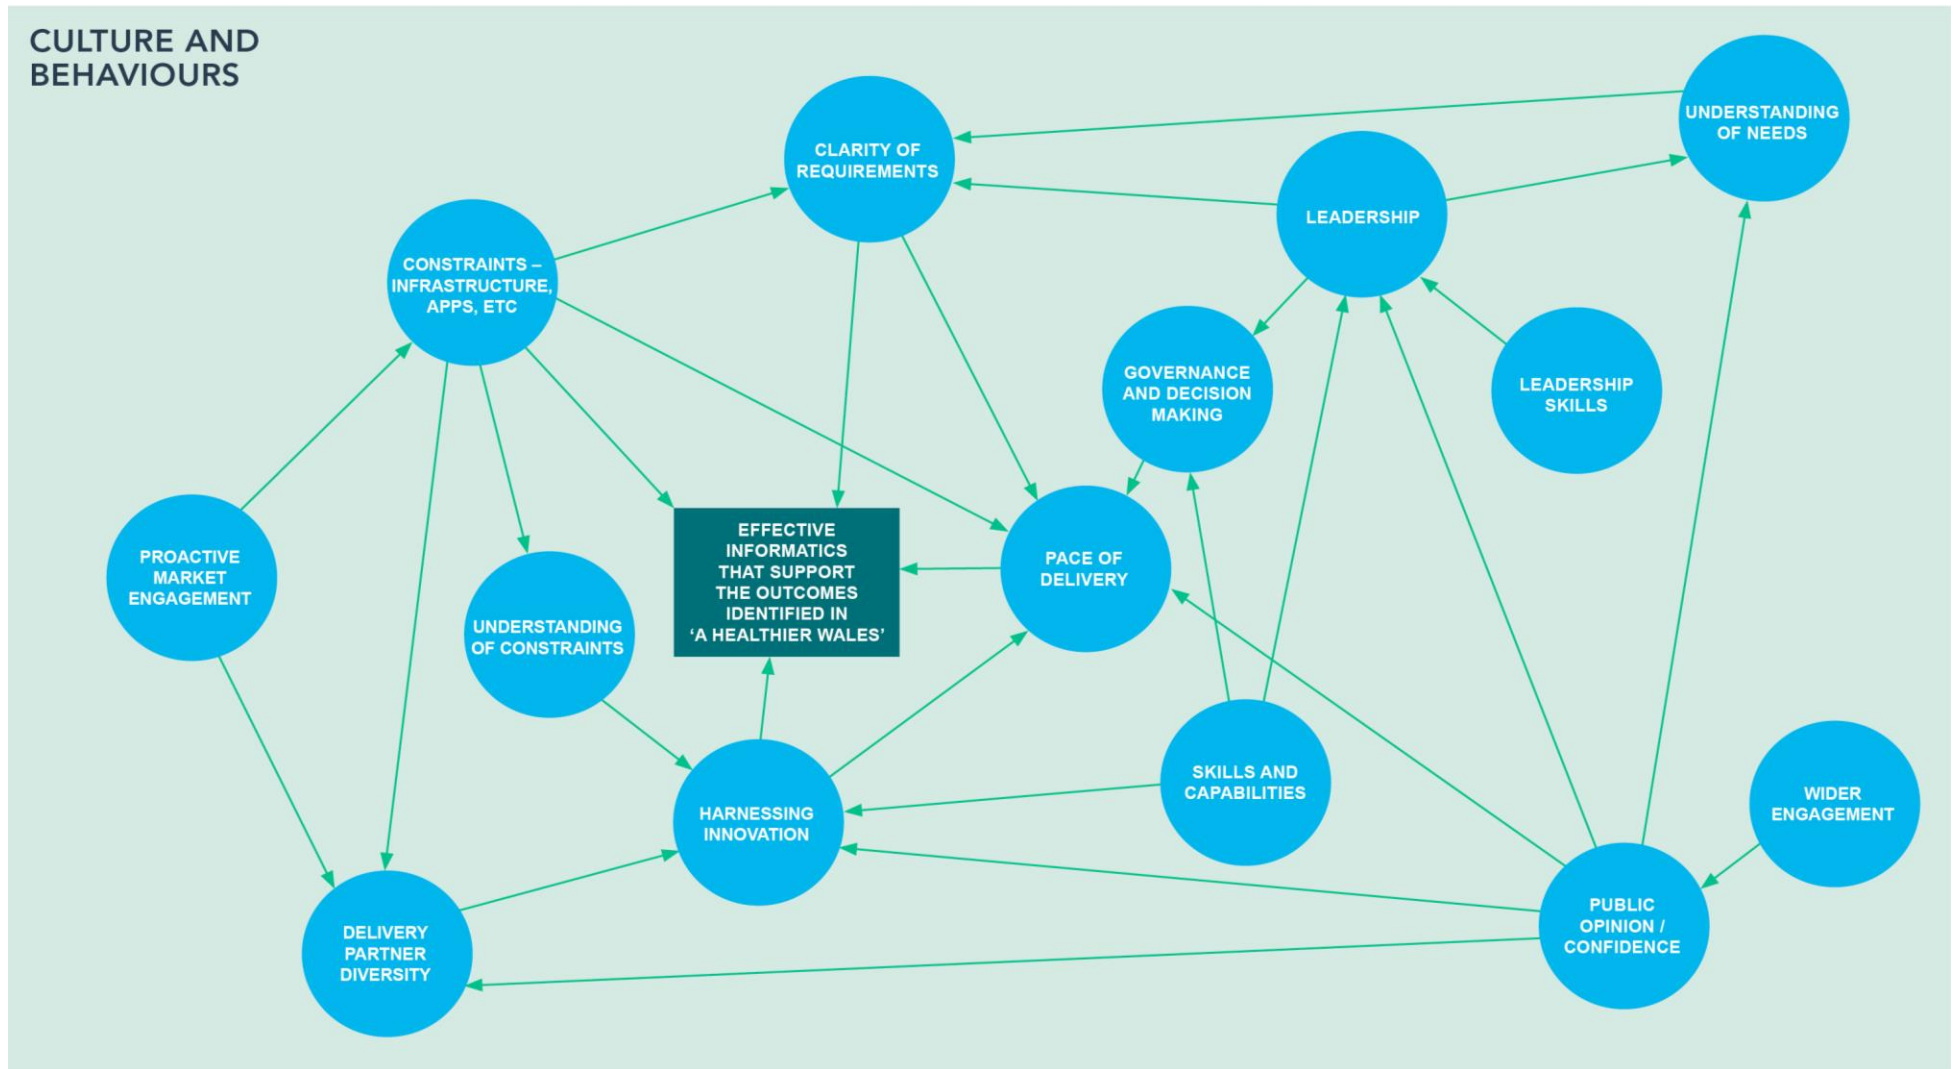 CULTURE AND
BEHAVIOURS
UNDERSTANDING
OF NEEDS
CLARITY OF
REQUIREMENTS
LEADERSHIP
CONSTRAINTS –
INFRASTRUCTURE,
APPS, ETC
GOVERNANCE
AND DECISION
MAKING
LEADERSHIP
SKILLS
PROACTIVE
MARKET
ENGAGEMENT
EFFECTIVE
INFORMATICS
THAT SUPPORT
THE OUTCOMES
IDENTIFIED IN
‘A HEALTHIER WALES’
PACE OF
DELIVERY
UNDERSTANDING
OF CONSTRAINTS
HARNESSING
INNOVATION
SKILLS AND
CAPABILITIES
WIDER
ENGAGEMENT
DELIVERY
PARTNER
DIVERSITY
PUBLIC
OPINION /
CONFIDENCE